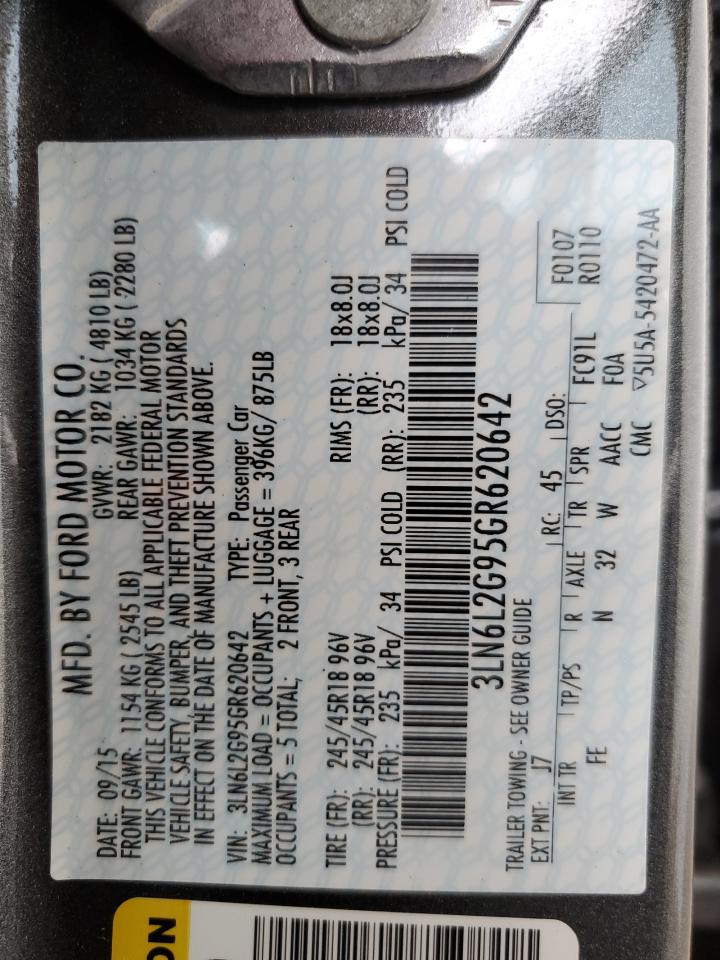 MFD. BY FORD MOTOR CO.
DATE: 09/15 GVWR: 2182 KG ( 4810 LB)
FRONT GAWR: 1154 KG ( 2545 LB) REAR GAWR: 1034 KG ( 2280 LB)
THIS VEHICLE CONFORMS TO ALL APPLICABLE FEDERAL MOTOR
VEHICLE SAFETY, BUMPER, AND THEFT PREVENTION STANDARDS
IN EFFECT ON THE DATE OF MANUFACTURE SHOWN ABOVE.
VIN: 3LN6L2G95GR620642 TYPE: Passenger Car
MAXIMUM LOAD = OCCUPANTS + LUGGAGE = 396KG/ 875LB
OCCUPANTS = 5 TOTAL; 2 FRONT, 3 REAR
TIRE (FR): 245/45R18 96V RIMS (FR): 18x8.0J
(RR): 245/45R18 96V (RR): 18x8.0J
PRESSURE (FR): 235 kPa/ 34 PSI COLD (RR): 235 kPa/ 34 PSI COLD
3LN6L2G95GR620642
TRAILER TOWING - SEE OWNER GUIDE
EXT PNT: J7 RC: 45 DSO: F0107
R0110
INT TR TP/PS R AXLE TR SPR FC91L
FE N 32 W AACC FOA
CMC ▽5U5A-5420472-AA
ON